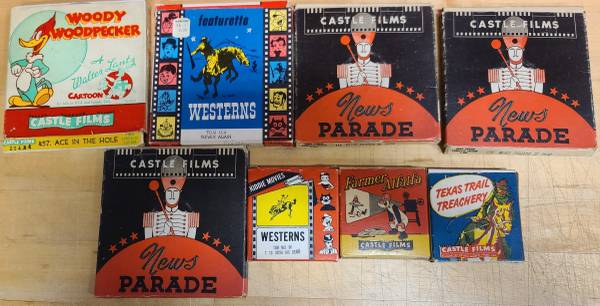 WOODY
WOODPECKER
A
Walter Lantz
CARTOON
CASTLE FILMS
457. ACE IN THE HOLE
featurette
WESTERNS
CASTLE FILMS
News
PARADE
CASTLE FILMS
News
PARADE
CASTLE FILMS
News
PARADE
KIDDIE MOVIES
WESTERNS
Farmer Alfalfa
CASTLE FILMS
TEXAS TRAIL
TREACHERY
CASTLE FILMS